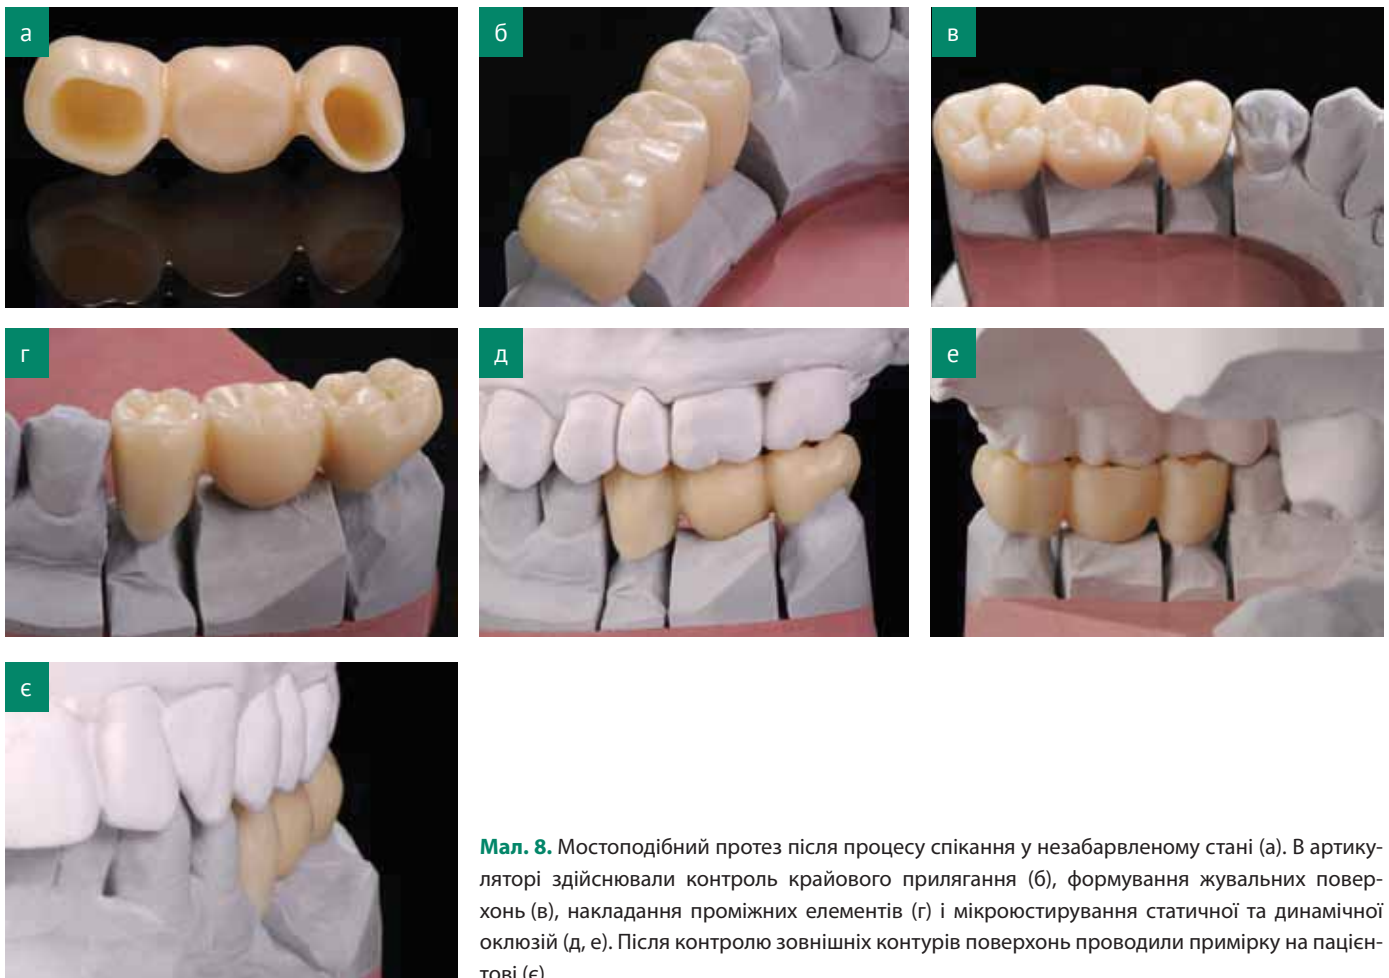 а
б
в
г
д
е
є
Мал. 8. Мостоподібний протез після процесу спікання у незабарвленому стані (а). В артику-
ляторі здійснювали контроль крайового прилягання (б), формування жувальних повер-
хонь (в), накладання проміжних елементів (г) і мікроюстирування статичної та динамічної
оклюзій (д, е). Після контролю зовнішніх контурів поверхонь проводили примірку на пацієн-
тові (є)